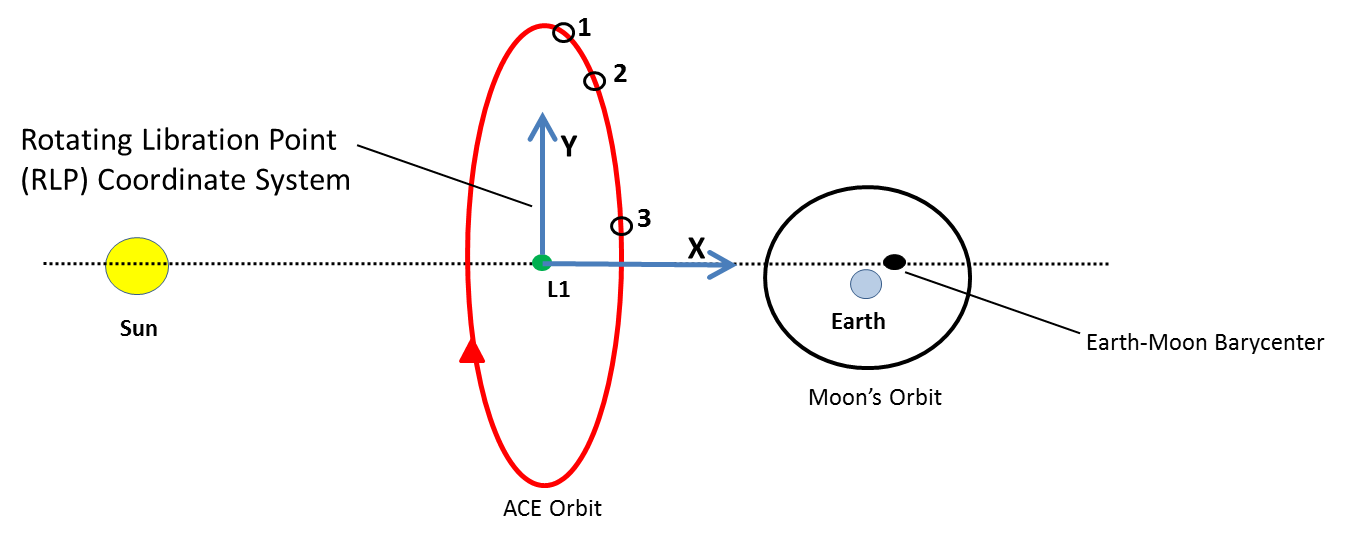 1
2
Rotating Libration Point
(RLP) Coordinate System
Y
3
X
L1
Sun
Earth
Earth-Moon Barycenter
Moon’s Orbit
ACE Orbit